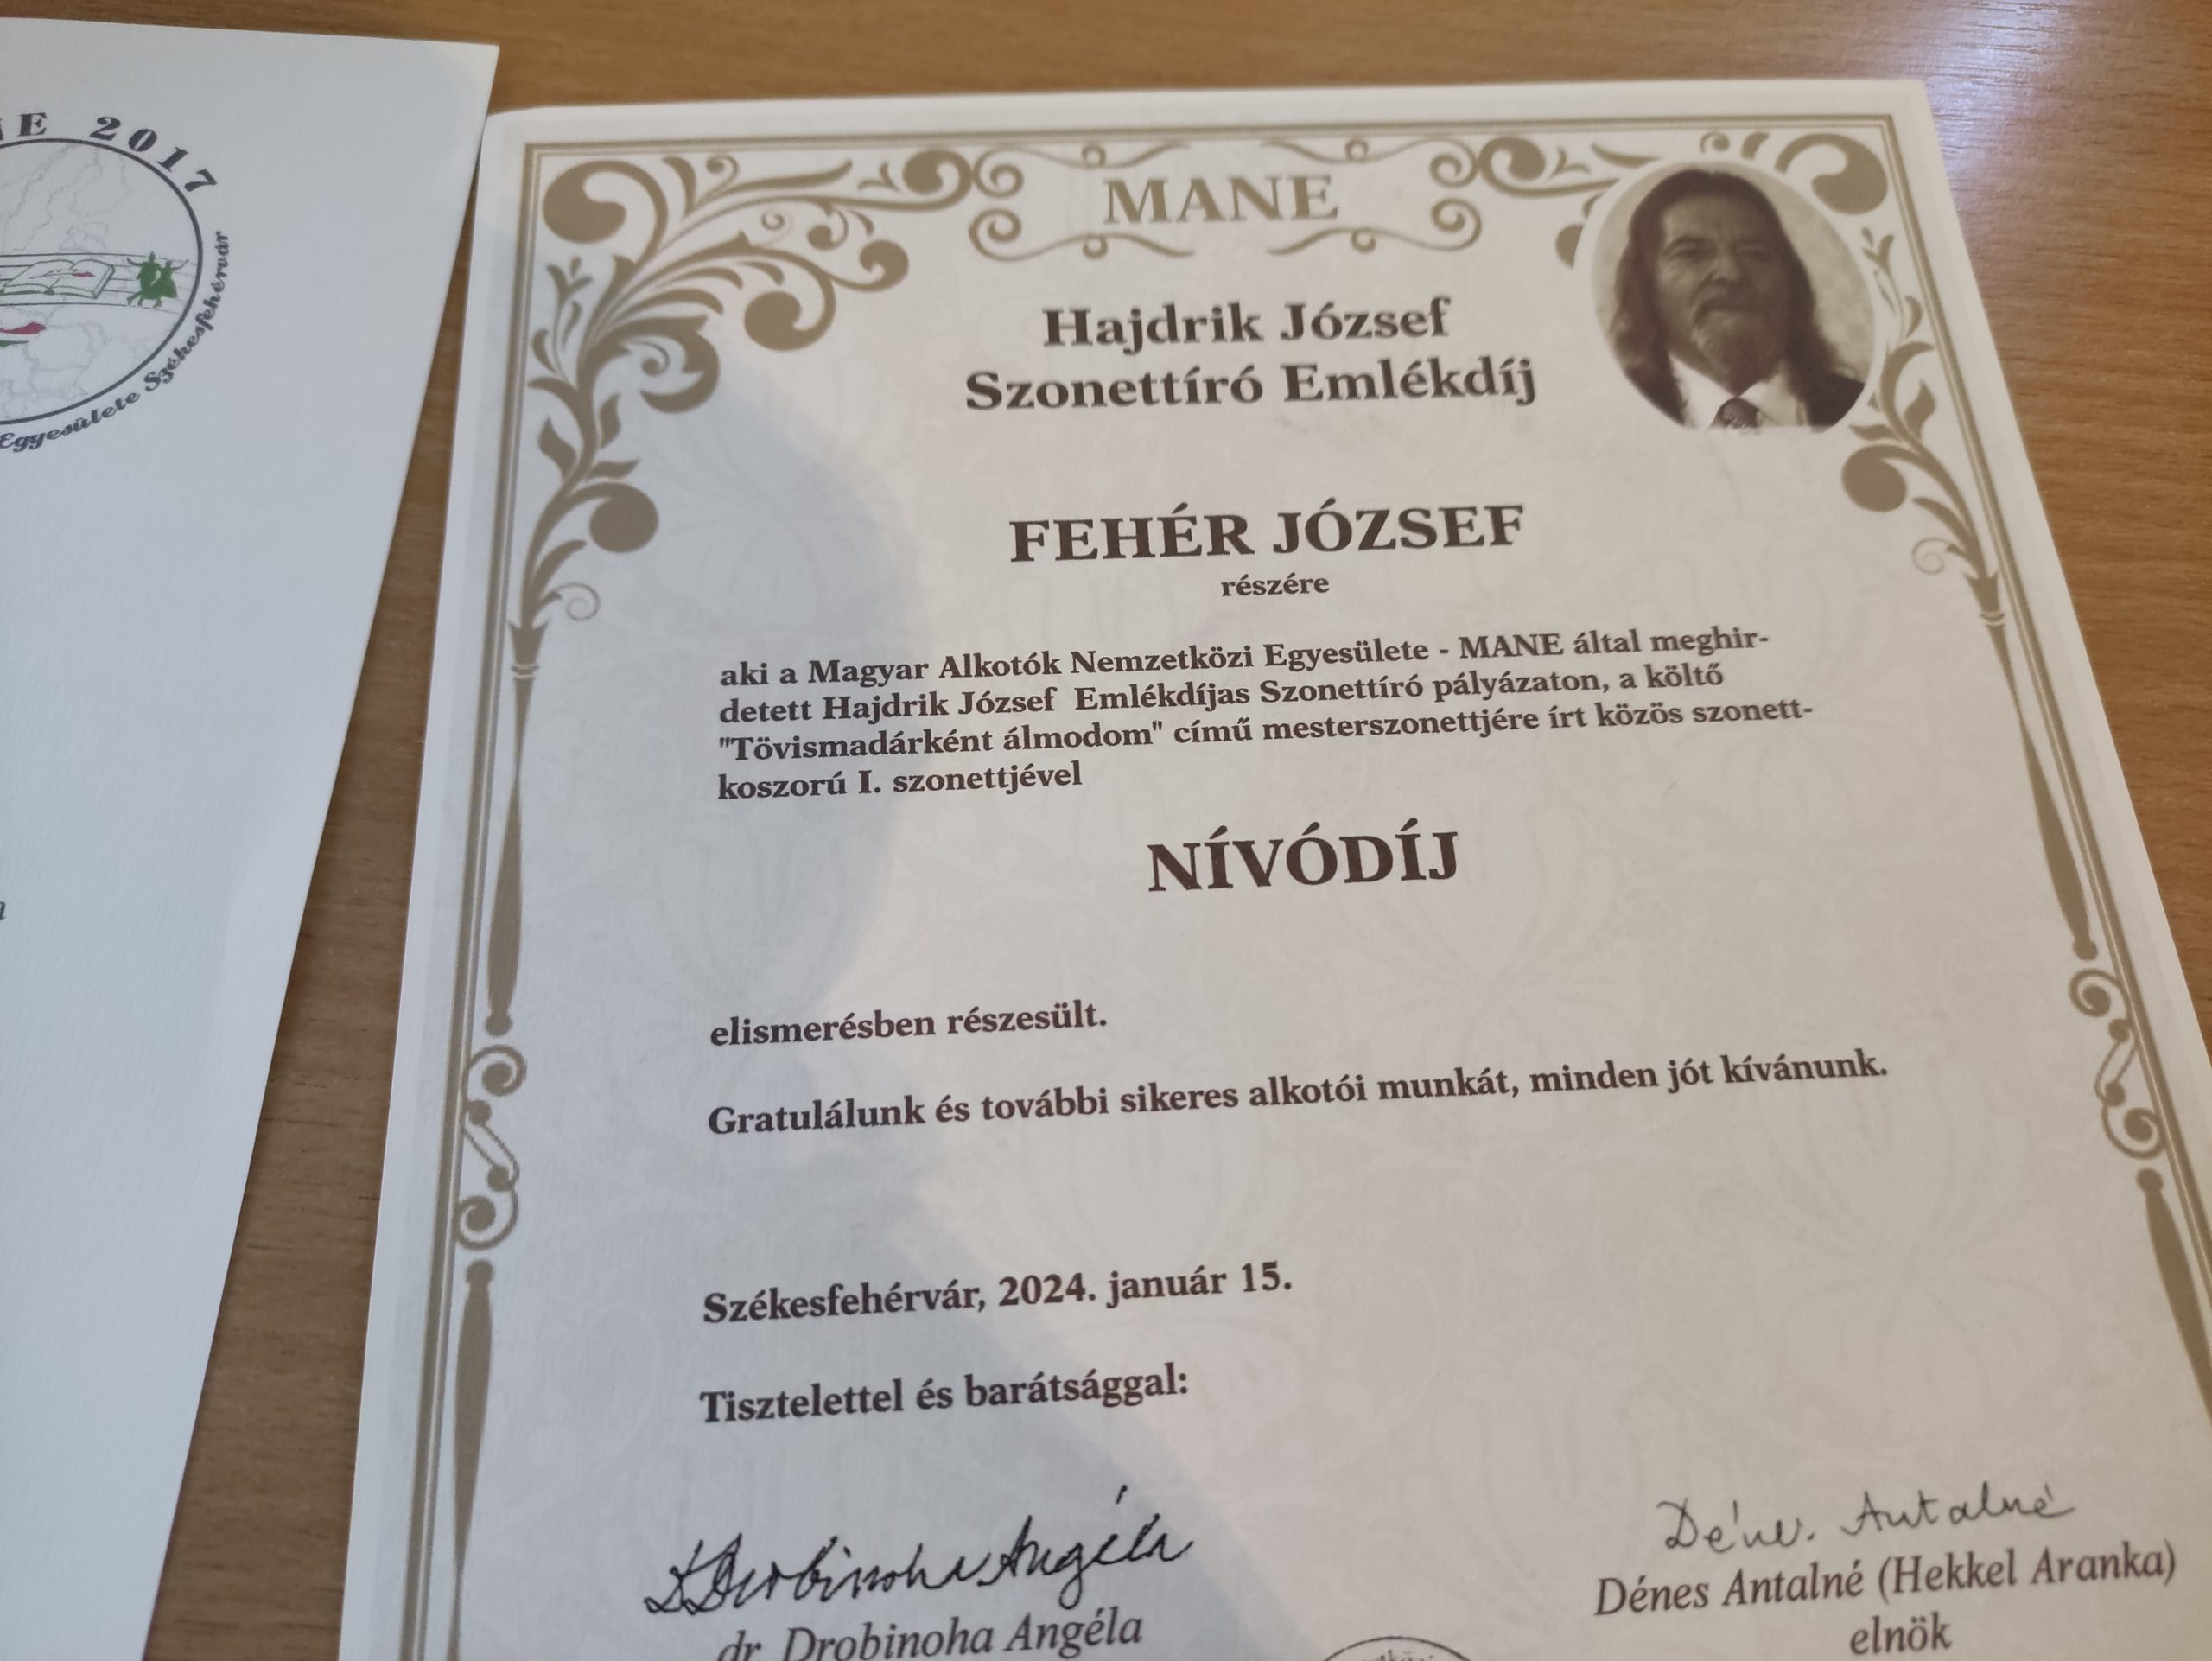 NE 2017
Egyesülete Székesfehérvár
MANE
Hajdrik József
Szonettíró Emlékdíj
FEHÉR JÓZSEF
részére
aki a Magyar Alkotók Nemzetközi Egyesülete - MANE által meghir-
detett Hajdrik József Emlékdíjas Szonettíró pályázaton, a költő
"Tövismadárként álmodom" című mesterszonettjére írt közös szonett-
koszorú I. szonettjével
NÍVÓDÍJ
elismerésben részesült.
Gratulálunk és további sikeres alkotói munkát, minden jót kívánunk.
Székesfehérvár, 2024. január 15.
Tisztelettel és barátsággal:
Drobinoha Angéla
Dénes Antalné
dr. Drobinoha Angéla
Dénes Antalné (Hekkel Aranka)
elnök